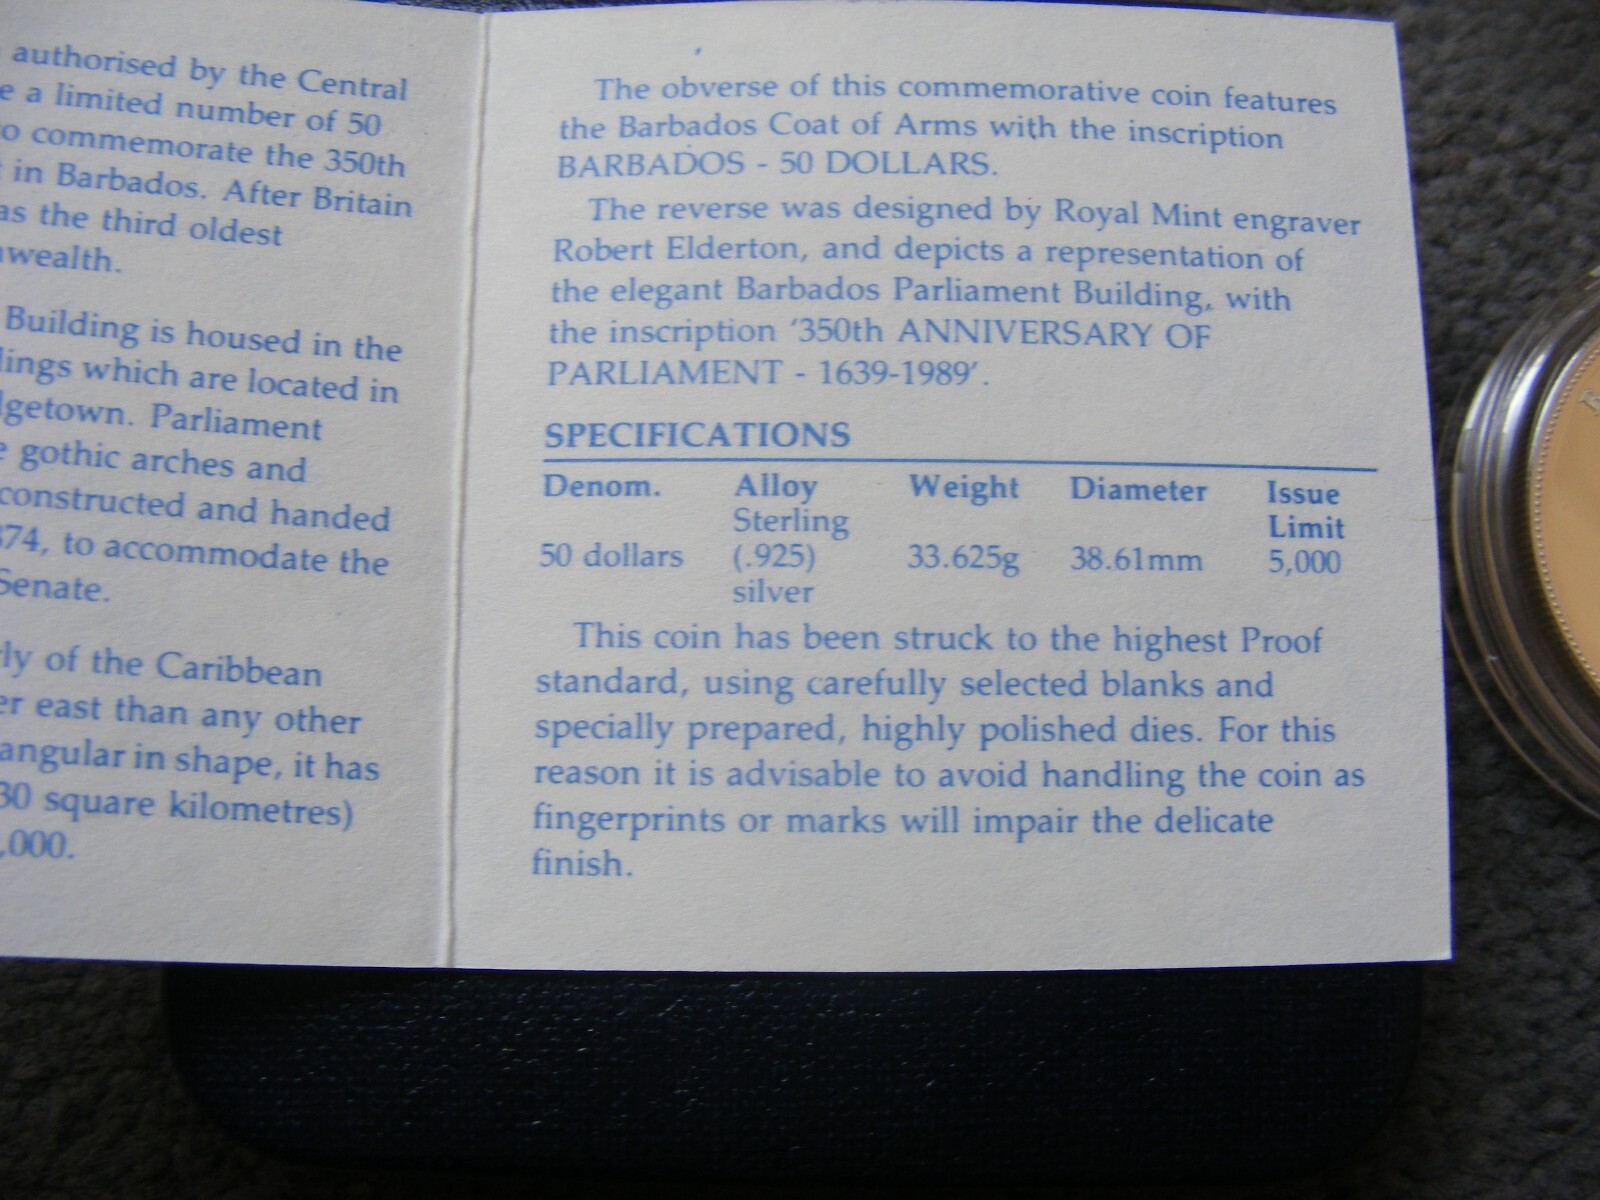 authorised by the Central
a limited number of 50
commemorate the 350th
in Barbados. After Britain
as the third oldest
wealth.
Building is housed in the
which are located in
Parliament
gothic arches and
constructed and handed
74, to accommodate the
Senate.
of the Caribbean
east than any other
angular in shape, it has
30 square kilometres)
,000.
The obverse of this commemorative coin features
the Barbados Coat of Arms with the inscription
BARBADOS - 50 DOLLARS.
The reverse was designed by Royal Mint engraver
Robert Elderton, and depicts a representation of
the elegant Barbados Parliament Building, with
the inscription '350th ANNIVERSARY OF
PARLIAMENT - 1639-1989'.
SPECIFICATIONS
Denom. Alloy Weight Diameter Issue
Sterling Limit
50 dollars (.925) 33.625g 38.61mm 5,000
silver
This coin has been struck to the highest Proof
standard, using carefully selected blanks and
specially prepared, highly polished dies. For this
reason it is advisable to avoid handling the coin as
fingerprints or marks will impair the delicate
finish.